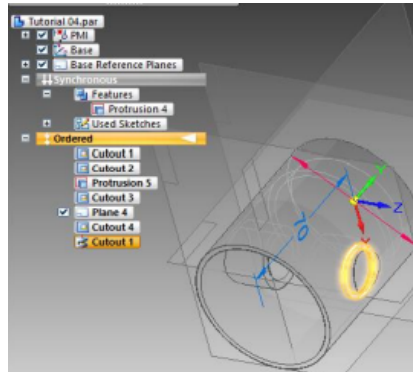 Tutorial 04.par
PMI
Base
Base Reference Planes
Synchronous
Features
Protrusion 4
Used Sketches
Ordered
Cutout 1
Cutout 2
Protrusion 5
Cutout 3
Plane 4
Cutout 4
Cutout 1
70
Y
Z